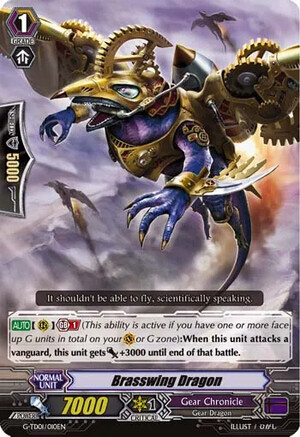 1
GRADE
5000
It shouldn't be able to fly, scientifically speaking.
AUTO GB 1 (This ability is active if you have one or more face
up G units in total on your or G zone):When this unit attacks a
vanguard, this unit gets +3000 until end of that battle.
NORMAL
UNIT
Brasswing Dragon
POWER
7000
1
CRITICAL
Gear Chronicle
Gear Dragon
G-TD01/010EN
ILLUST /